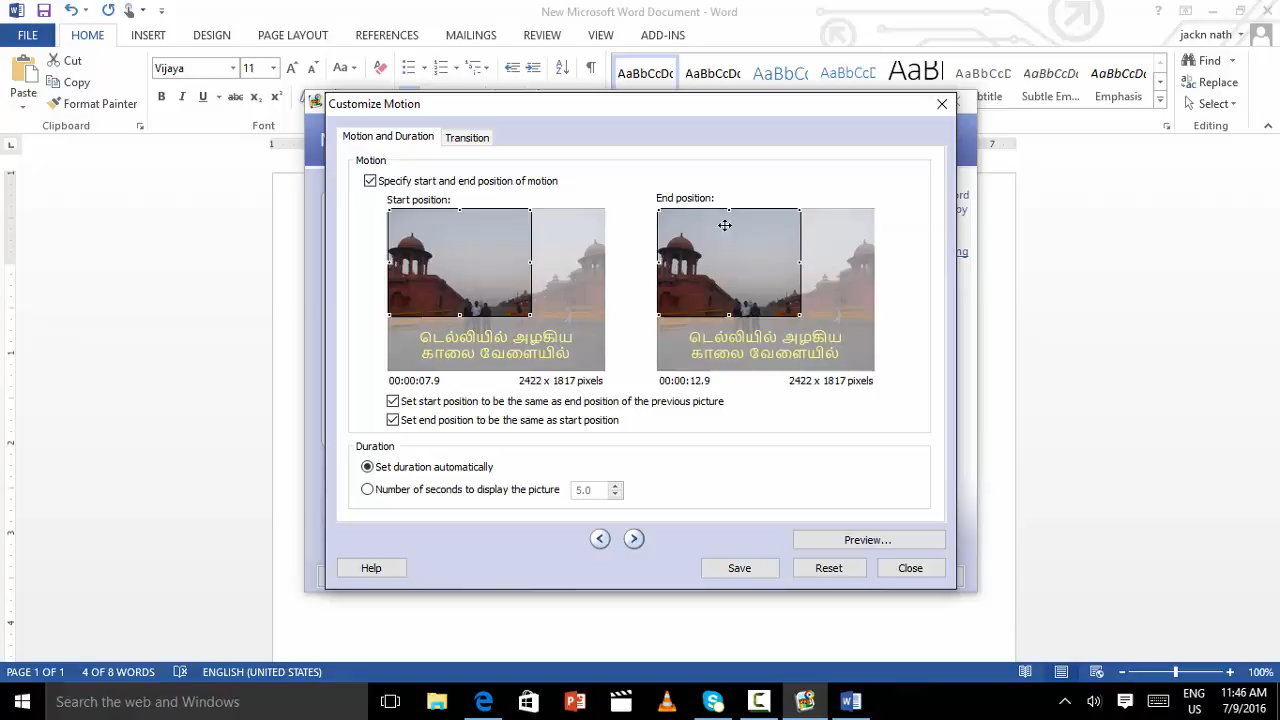 New Microsoft Word Document - Word
FILE HOME INSERT DESIGN PAGE LAYOUT REFERENCES MAILINGS REVIEW VIEW ADD-INS
jackn nath
Cut
Copy
Format Painter
Paste
Clipboard
Vijaya 11
Font
AaBbCcDc AaBbCcDc AaBbCc AaBbCcC AaB AaBbCcD AaBbCcDc AaBbCcDc
Subtle Em... Emphasis
Find
Replace
Select
Editing
Customize Motion
Motion and Duration Transition
Motion
Specify start and end position of motion
Start position: End position:
டெல்லியில் அழகிய
காலை வேளையில்
டெல்லியில் அழகிய
காலை வேளையில்
00:00:07.9 2422 x 1817 pixels 00:00:12.9 2422 x 1817 pixels
Set start position to be the same as end position of the previous picture
Set end position to be the same as start position
Duration
Set duration automatically
Number of seconds to display the picture 5.0
Preview...
Help Save Reset Close
PAGE 1 OF 1 4 OF 8 WORDS ENGLISH (UNITED STATES) 100%
Search the web and Windows
ENG 11:46 AM
US 7/9/2016